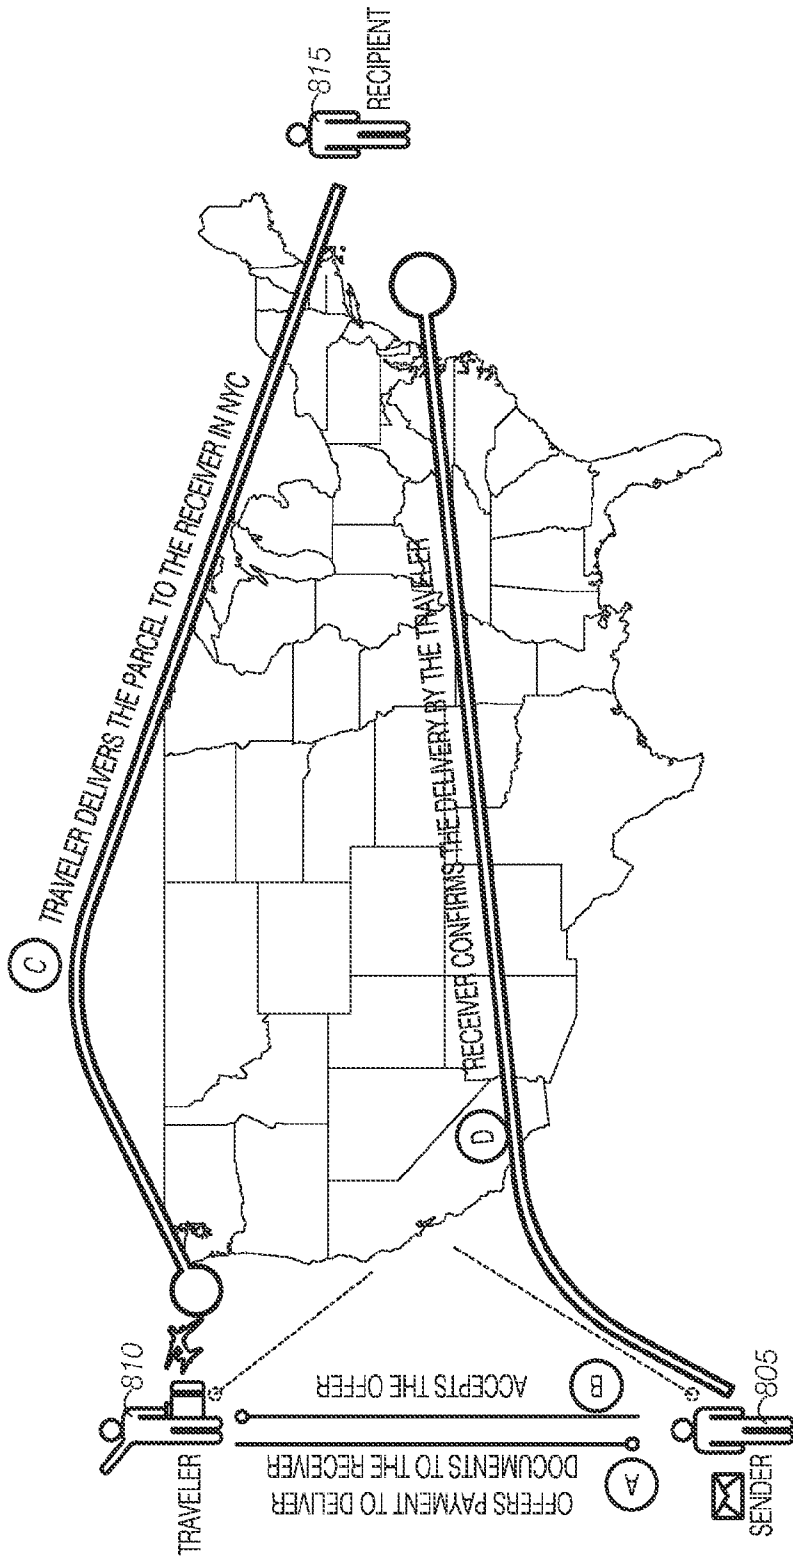 TRAVELER
810
OFFERS PAYMENT TO DELIVER
DOCUMENTS TO THE RECEIVER
A
ACCEPTS THE OFFER
B
SENDER
805
C
TRAVELER DELIVERS THE PARCEL TO THE RECEIVER IN NYC
D
RECEIVER CONFIRMS THE DELIVERY BY THE TRAVELER
815
RECIPIENT